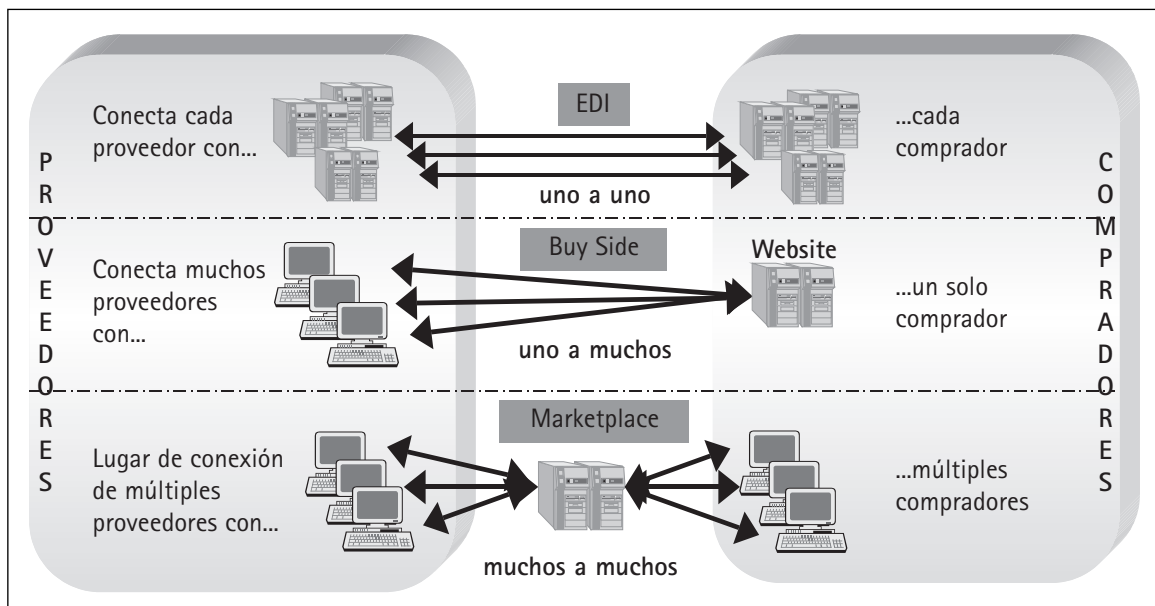 PROVEEDORES
Conecta cada
proveedor con...
EDI
uno a uno
...cada
comprador
Conecta muchos
proveedores
con...
Buy Side
uno a muchos
Website
...un solo
comprador
Lugar de conexión
de múltiples
proveedores con...
Marketplace
muchos a muchos
...múltiples
compradores
COMPRADORES